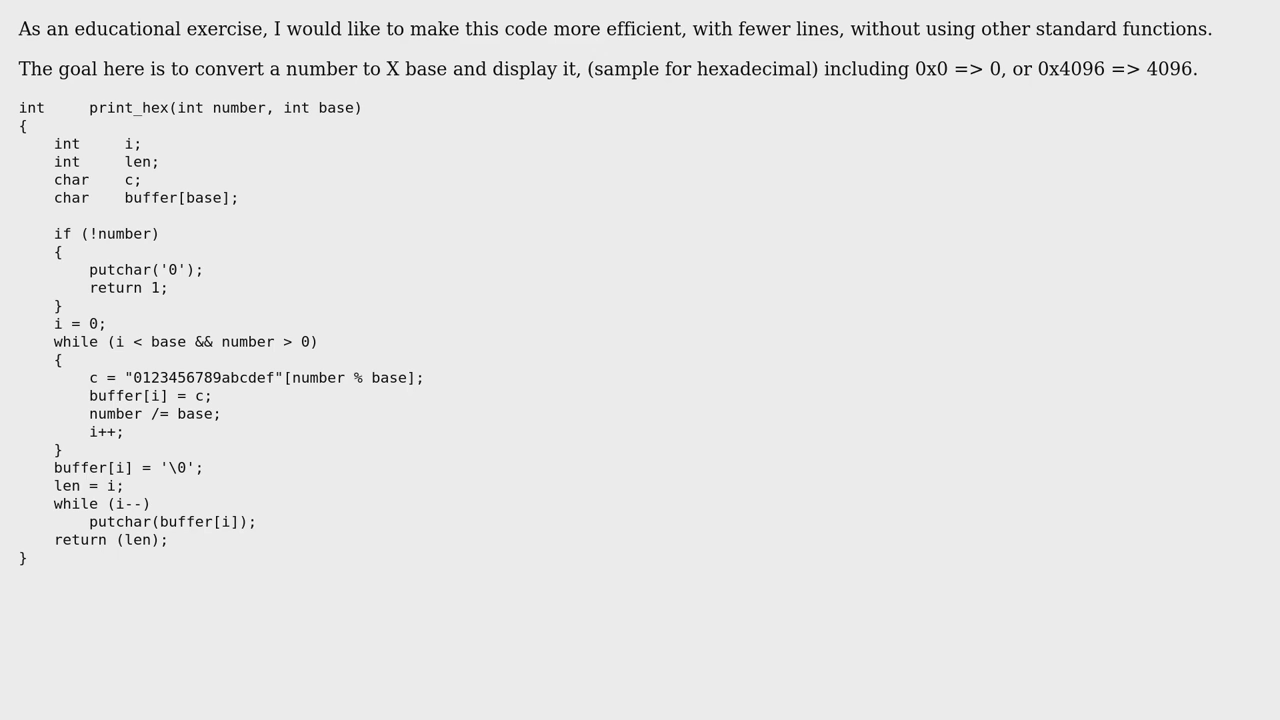 As an educational exercise, I would like to make this code more efficient, with fewer lines, without using other standard functions.
The goal here is to convert a number to X base and display it, (sample for hexadecimal) including 0x0 => 0, or 0x4096 => 4096.
int     print_hex(int number, int base)
{
    int     i;
    int     len;
    char    c;
    char    buffer[base];

    if (!number)
    {
        putchar('0');
        return 1;
    }
    i = 0;
    while (i < base && number > 0)
    {
        c = "0123456789abcdef"[number % base];
        buffer[i] = c;
        number /= base;
        i++;
    }
    buffer[i] = '\0';
    len = i;
    while (i--)
        putchar(buffer[i]);
    return (len);
}